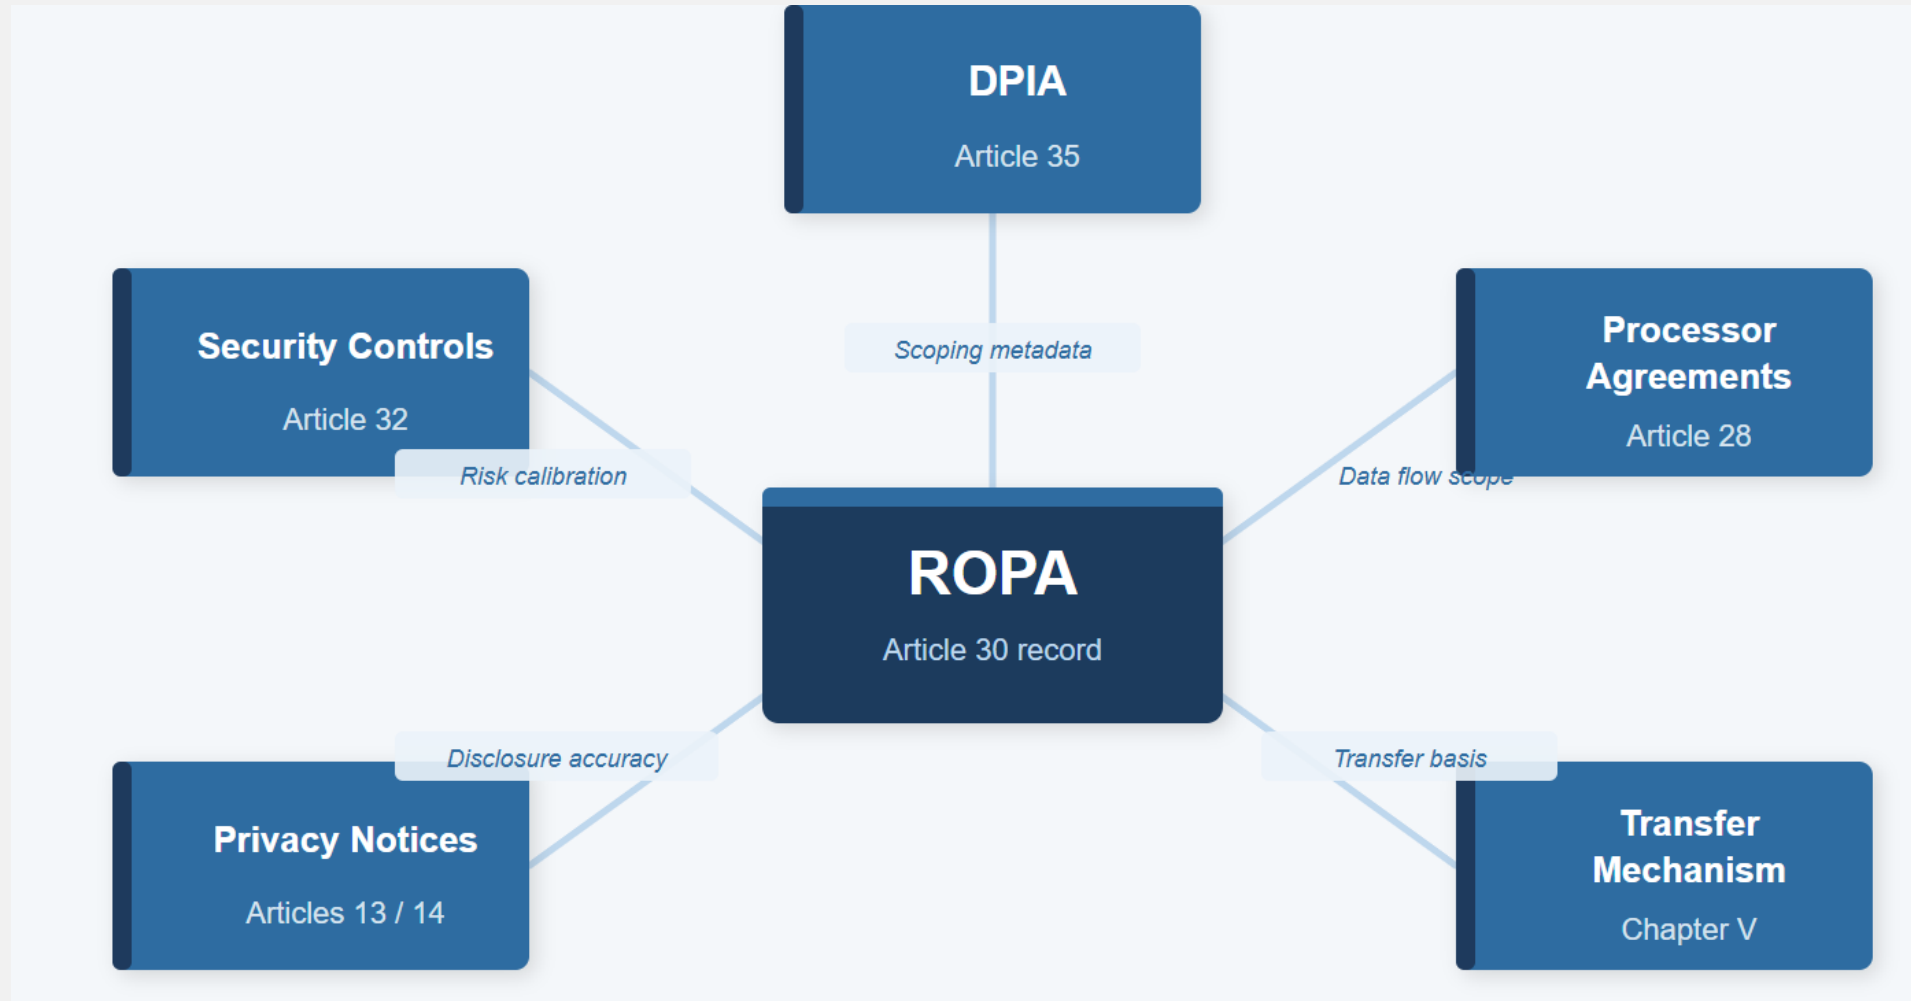 DPIA
Article 35
Security Controls
Article 32
Processor
Agreements
Article 28
Scoping metadata
Risk calibration
Data flow scope
ROPA
Article 30 record
Disclosure accuracy
Transfer basis
Privacy Notices
Articles 13 / 14
Transfer
Mechanism
Chapter V